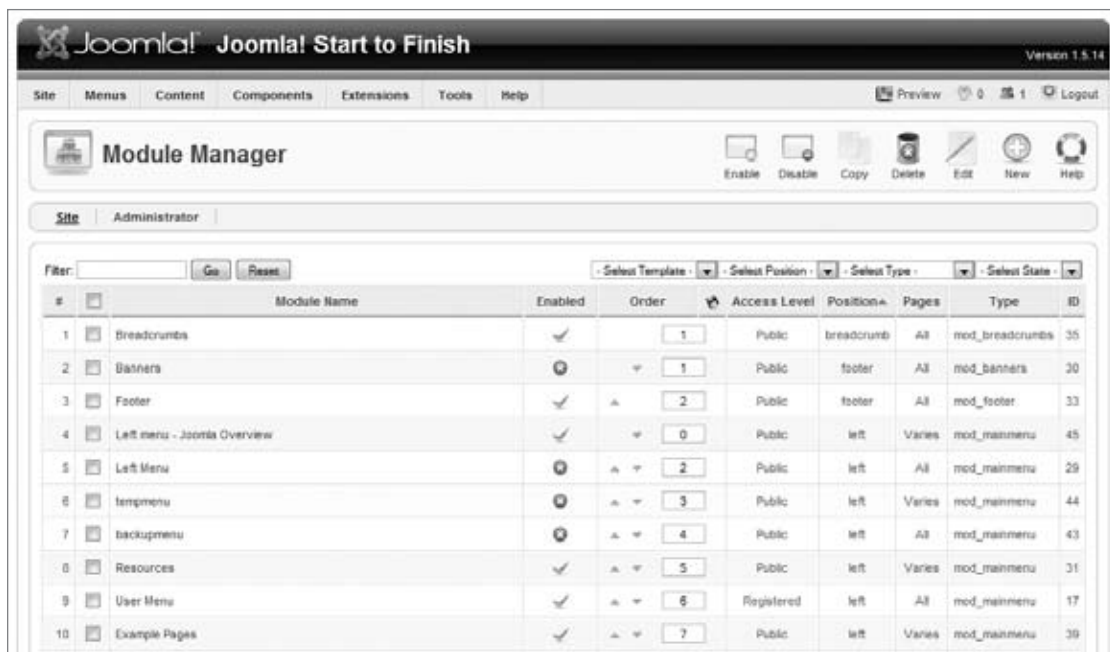 Joomla! Joomla! Start to Finish
Version 1.5.14
Site Menus Content Components Extensions Tools Help Preview 0 1 Logout
Module Manager
Enable Disable Copy Delete Edit New Help
Site Administrator
Filter: Go Reset - Select Template - - Select Position - - Select Type - - Select State -
# Module Name Enabled Order Access Level Position Pages Type ID
1 Breadcrumbs 1 Public breadcrumb All mod_breadcrumbs 35
2 Banners 1 Public footer All mod_banners 30
3 Footer 2 Public footer All mod_footer 33
4 Left menu - Joomla Overview 0 Public left Varies mod_mainmenu 45
5 Left Menu 2 Public left All mod_mainmenu 29
6 tempmenu 3 Public left Varies mod_mainmenu 44
7 backupmenu 4 Public left All mod_mainmenu 43
8 Resources 5 Public left Varies mod_mainmenu 31
9 User Menu 6 Registered left All mod_mainmenu 17
10 Example Pages 7 Public left Varies mod_mainmenu 39